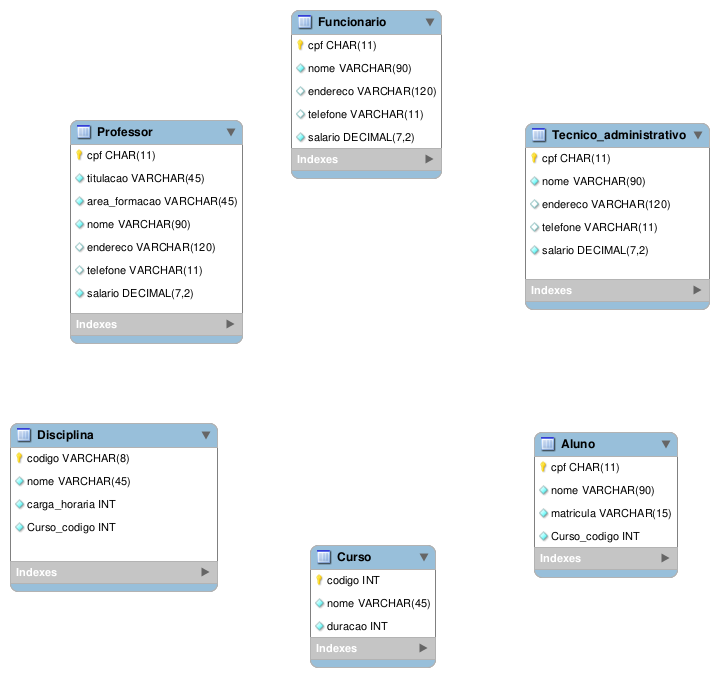 Funcionario
cpf CHAR(11)
nome VARCHAR(90)
endereco VARCHAR(120)
telefone VARCHAR(11)
salario DECIMAL(7,2)
Indexes
Professor
cpf CHAR(11)
titulacao VARCHAR(45)
area_formacao VARCHAR(45)
nome VARCHAR(90)
endereco VARCHAR(120)
telefone VARCHAR(11)
salario DECIMAL(7,2)
Indexes
Tecnico_administrativo
cpf CHAR(11)
nome VARCHAR(90)
endereco VARCHAR(120)
telefone VARCHAR(11)
salario DECIMAL(7,2)
Indexes
Disciplina
codigo VARCHAR(8)
nome VARCHAR(45)
carga_horaria INT
Curso_codigo INT
Indexes
Aluno
cpf CHAR(11)
nome VARCHAR(90)
matricula VARCHAR(15)
Curso_codigo INT
Indexes
Curso
codigo INT
nome VARCHAR(45)
duracao INT
Indexes